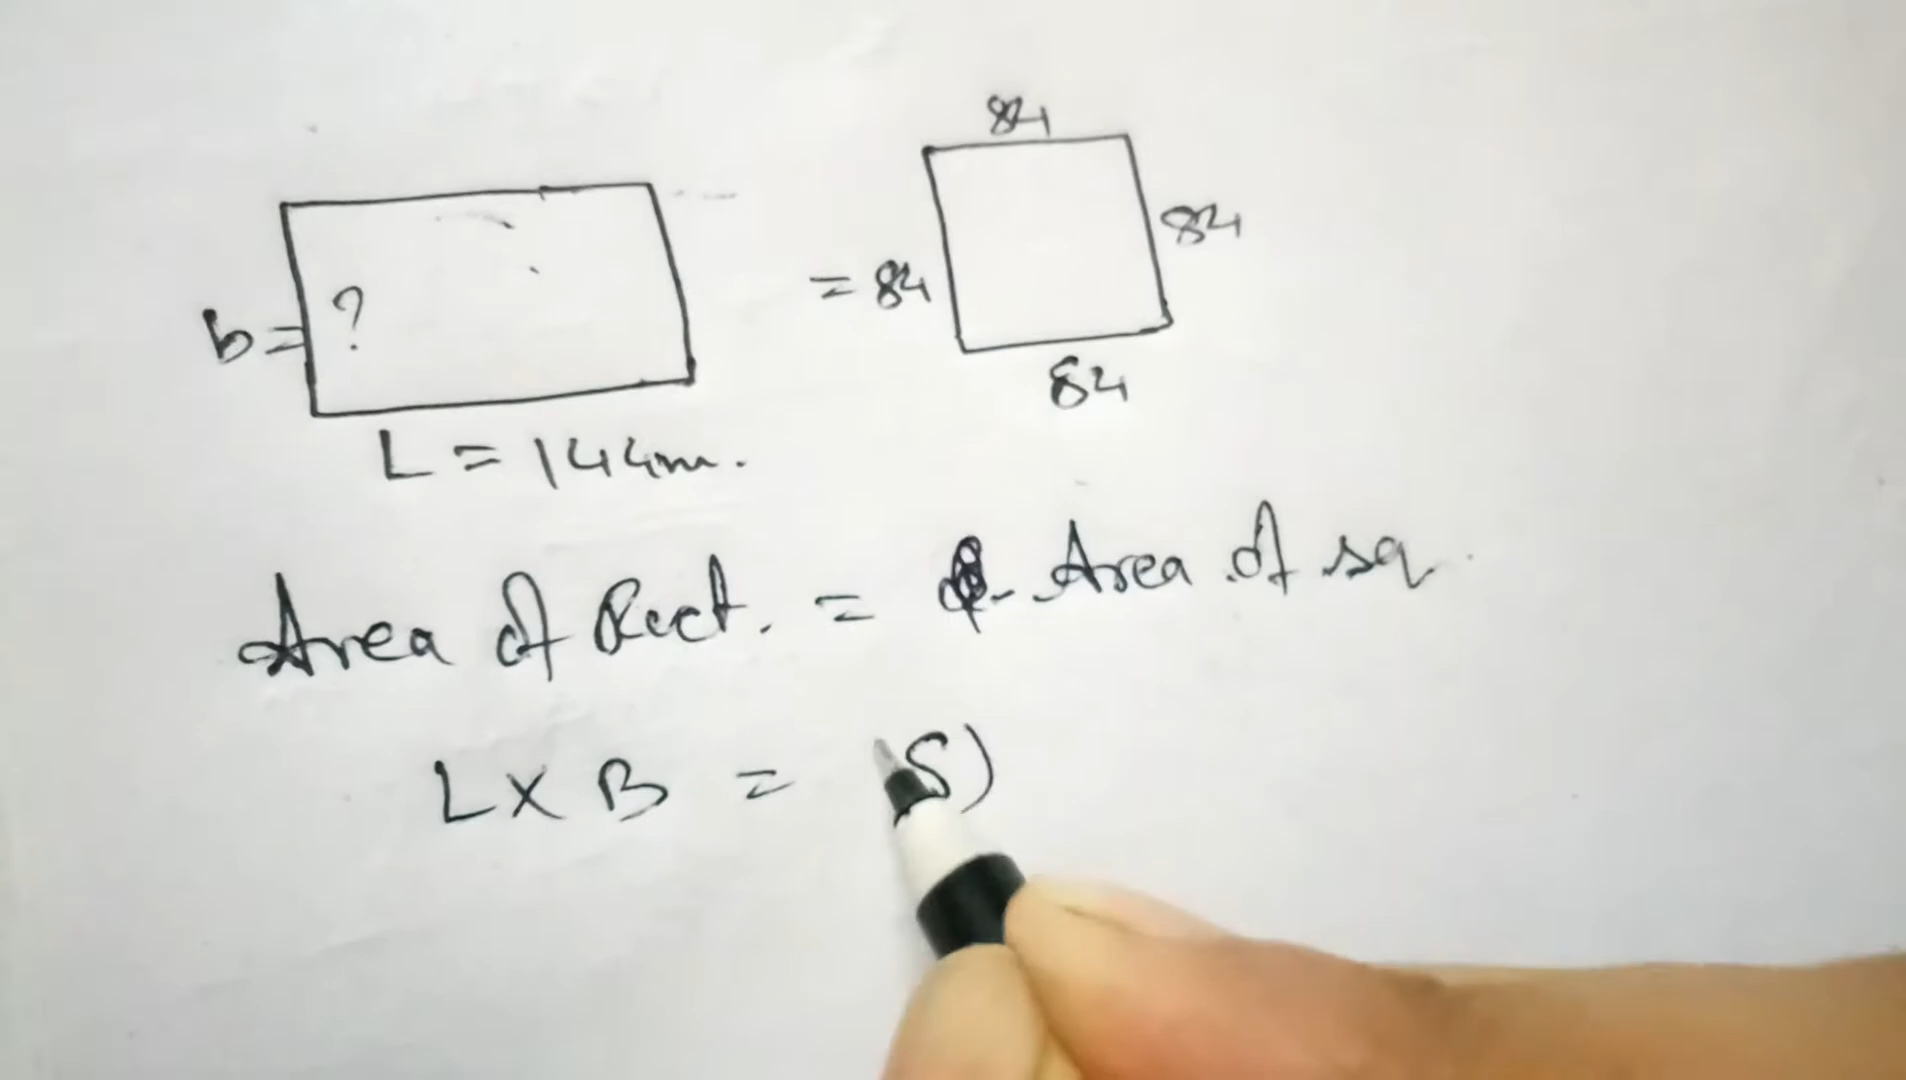 84
84
= 84
b= ?
84
L = 144m.
Area of Rect. = Area of sq.
L X B = S)